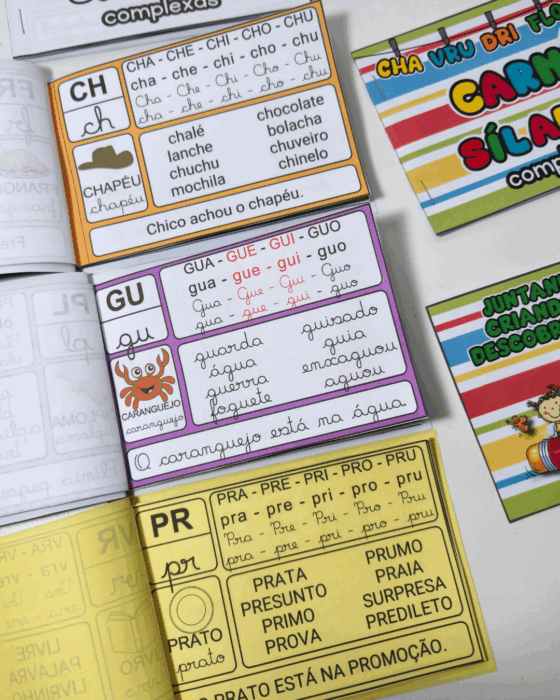 complexas
CH
ch
CHAPÉU
chapéu
CHA - CHE - CHI - CHO - CHU
cha - che - chi - cho - chu
Cha - Che - Chi - Cho - Chu
cha - che - chi - cho - chu
chalé
lanche
chuchu
mochila
chocolate
bolacha
chuveiro
chinelo
Chico achou o chapéu.
GU
gu
CARANGUEJO
caranguejo
GUA - GUE - GUI - GUO
gua - gue - gui - guo
Gua - Gue - Gui - Guo
gua - gue - gui - guo
guarda
água
guerra
foguete
guisado
guia
enxaguou
aguou
O caranguejo está na água.
PR
pr
PRATO
prato
PRA - PRE - PRI - PRO - PRU
pra - pre - pri - pro - pru
Pra - Pre - Pri - Pro - Pru
pra - pre - pri - pro - pru
PRATA
PRESUNTO
PRIMO
PROVA
PRUMO
PRAIA
SURPRESA
PREDILETO
O PRATO ESTÁ NA PROMOÇÃO.
CHA VRU DRI
comp
VR
vr
LIVRE
PALAVRA
LIVRINHO